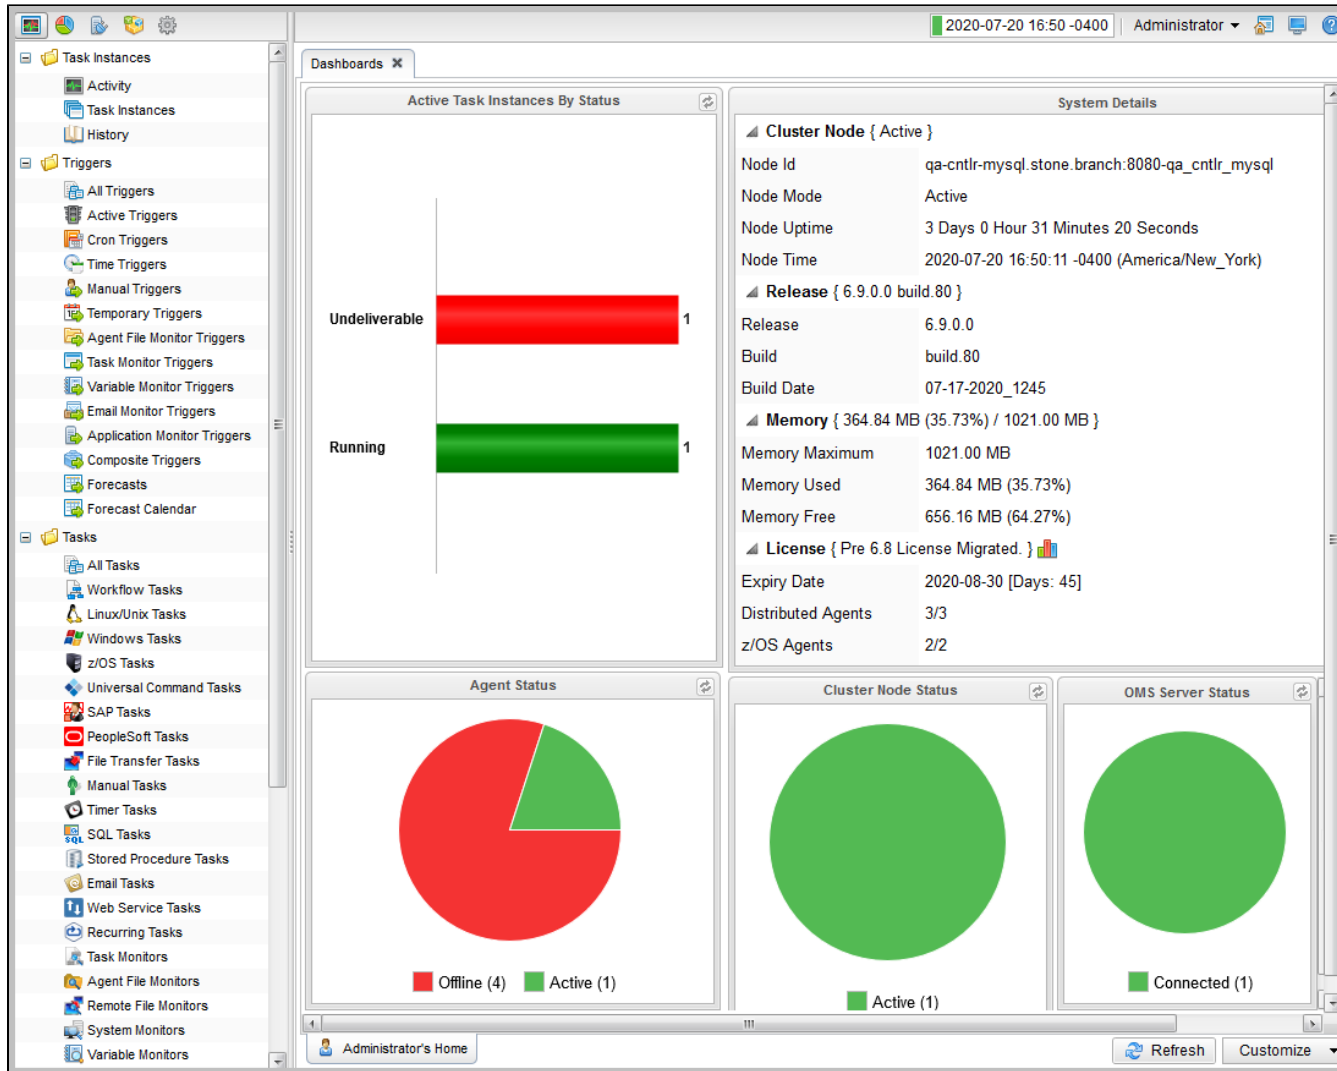 2020-07-20 16:50 -0400
Administrator
Task Instances
Activity
Task Instances
History
Triggers
All Triggers
Active Triggers
Cron Triggers
Time Triggers
Manual Triggers
Temporary Triggers
Agent File Monitor Triggers
Task Monitor Triggers
Variable Monitor Triggers
Email Monitor Triggers
Application Monitor Triggers
Composite Triggers
Forecasts
Forecast Calendar
Tasks
All Tasks
Workflow Tasks
Linux/Unix Tasks
Windows Tasks
z/OS Tasks
Universal Command Tasks
SAP Tasks
PeopleSoft Tasks
File Transfer Tasks
Manual Tasks
Timer Tasks
SQL Tasks
Stored Procedure Tasks
Email Tasks
Web Service Tasks
Recurring Tasks
Task Monitors
Agent File Monitors
Remote File Monitors
System Monitors
Variable Monitors
Dashboards
Active Task Instances By Status
Undeliverable 1
Running 1
System Details
Cluster Node { Active }
Node Id qa-cntlr-mysql.stone.branch:8080-qa_cntlr_mysql
Node Mode Active
Node Uptime 3 Days 0 Hour 31 Minutes 20 Seconds
Node Time 2020-07-20 16:50:11 -0400 (America/New_York)
Release { 6.9.0.0 build.80 }
Release 6.9.0.0
Build build.80
Build Date 07-17-2020_1245
Memory { 364.84 MB (35.73%) / 1021.00 MB }
Memory Maximum 1021.00 MB
Memory Used 364.84 MB (35.73%)
Memory Free 656.16 MB (64.27%)
License { Pre 6.8 License Migrated. }
Expiry Date 2020-08-30 [Days: 45]
Distributed Agents 3/3
z/OS Agents 2/2
Agent Status
Offline (4) Active (1)
Cluster Node Status
Active (1)
OMS Server Status
Connected (1)
Administrator's Home
Refresh
Customize